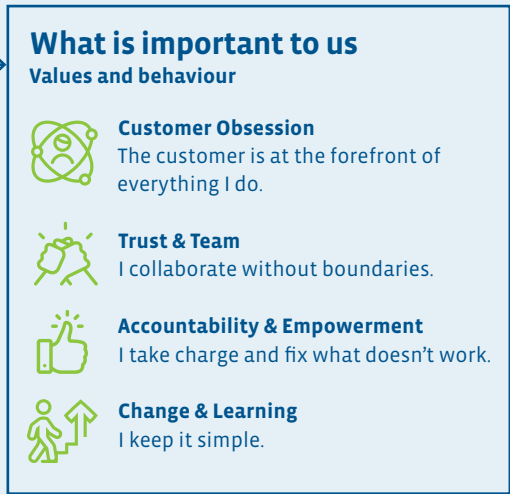 What is important to us
Values and behaviour
Customer Obsession
The customer is at the forefront of
everything I do.
Trust & Team
I collaborate without boundaries.
Accountability & Empowerment
I take charge and fix what doesn’t work.
Change & Learning
I keep it simple.